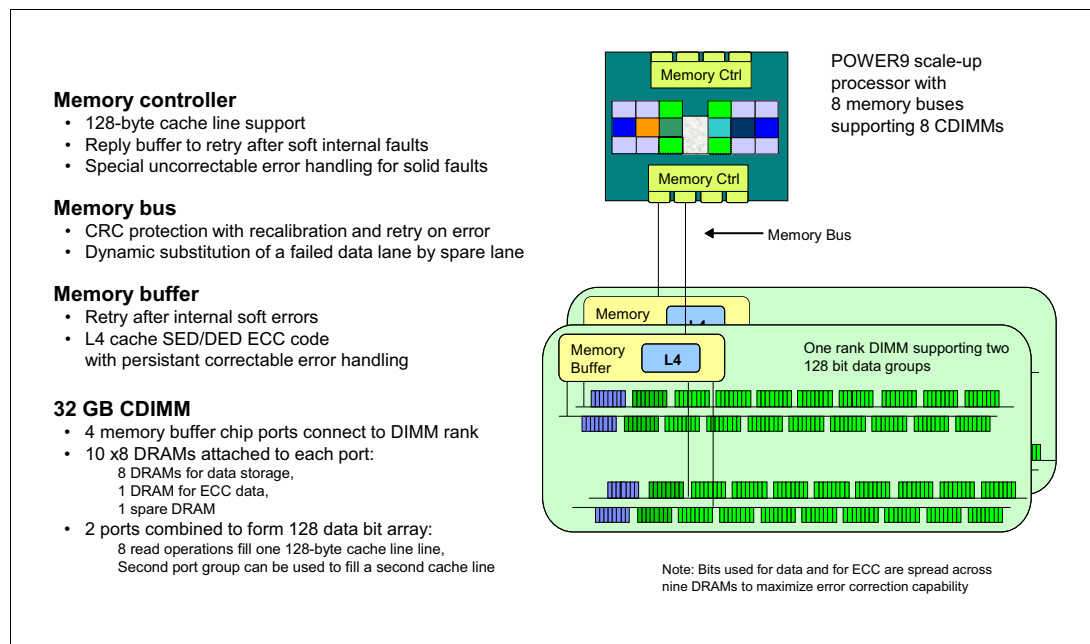 Memory controller
• 128-byte cache line support
• Reply buffer to retry after soft internal faults
• Special uncorrectable error handling for solid faults
Memory bus
• CRC protection with recalibration and retry on error
• Dynamic substitution of a failed data lane by spare lane
Memory buffer
• Retry after internal soft errors
• L4 cache SED/DED ECC code
with persistant correctable error handling
32 GB CDIMM
• 4 memory buffer chip ports connect to DIMM rank
• 10 x8 DRAMs attached to each port:
8 DRAMs for data storage,
1 DRAM for ECC data,
1 spare DRAM
• 2 ports combined to form 128 data bit array:
8 read operations fill one 128-byte cache line line,
Second port group can be used to fill a second cache line
Memory Ctrl
Memory Ctrl
POWER9 scale-up
processor with
8 memory buses
supporting 8 CDIMMs
Memory Bus
Memory
L4
Memory
Buffer
L4
One rank DIMM supporting two
128 bit data groups
Note: Bits used for data and for ECC are spread across
nine DRAMs to maximize error correction capability